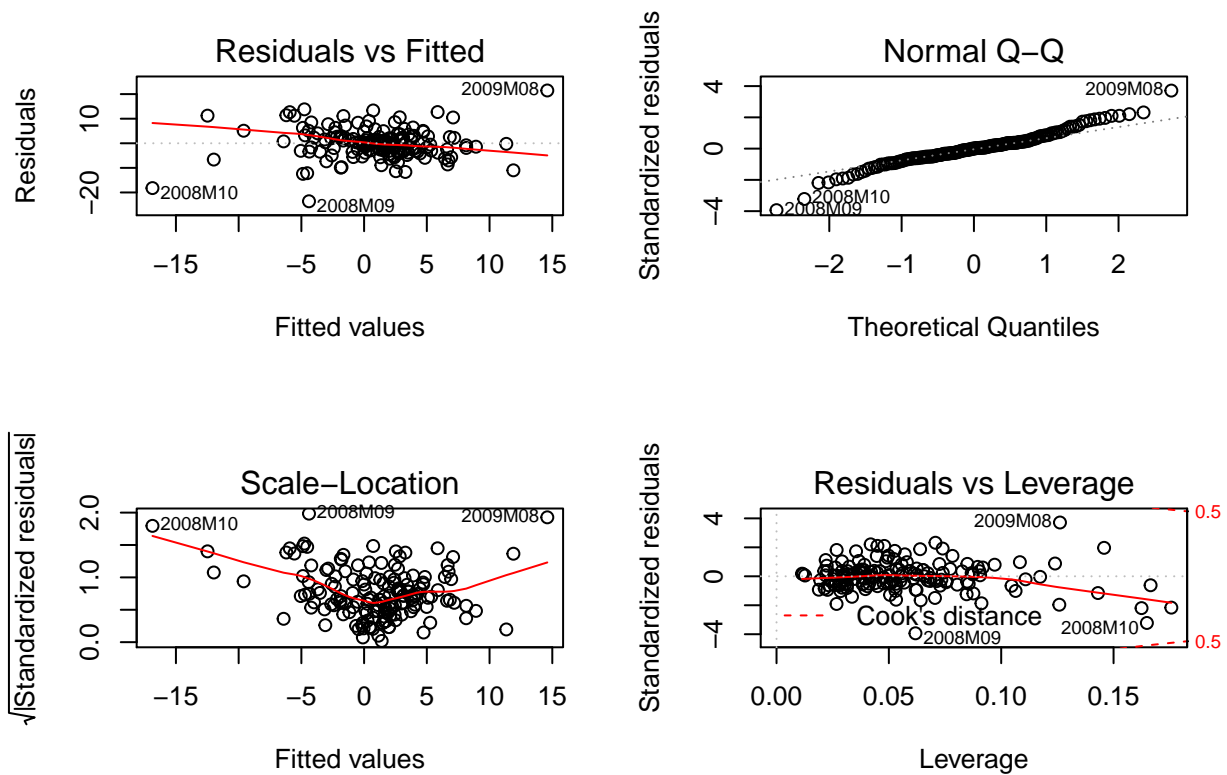 Residuals vs Fitted
Residuals
10
−20
2009M08
2008M10
2008M09
−15 −5 0 5 10 15
Fitted values
Normal Q−Q
Standardized residuals
4
0
−4
2009M08
2008M10
2008M09
−2 −1 0 1 2
Theoretical Quantiles
Scale−Location
√|Standardized residuals|
2.0
1.0
0.0
2008M10
2008M09
2009M08
−15 −5 0 5 10 15
Fitted values
Residuals vs Leverage
Standardized residuals
4
0
−4
0.5
2009M08
Cook's distance
2008M10
2008M09
0.5
0.00 0.05 0.10 0.15
Leverage